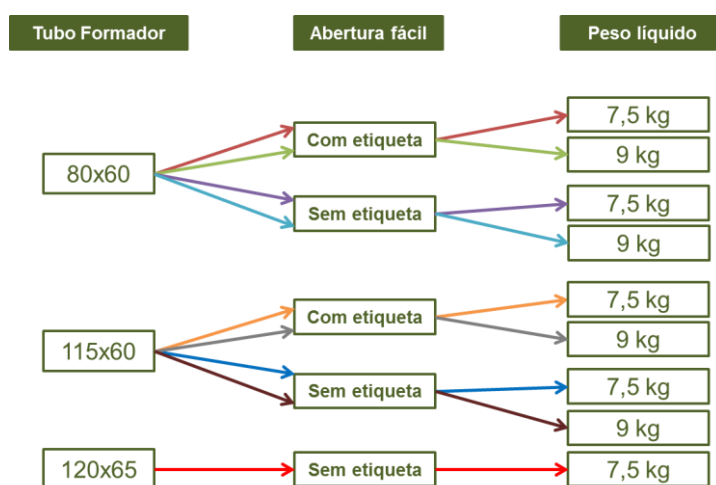 Tubo Formador
Abertura fácil
Peso líquido
80x60
Com etiqueta
7,5 kg
9 kg
Sem etiqueta
7,5 kg
9 kg
115x60
Com etiqueta
7,5 kg
9 kg
Sem etiqueta
7,5 kg
9 kg
120x65
Sem etiqueta
7,5 kg